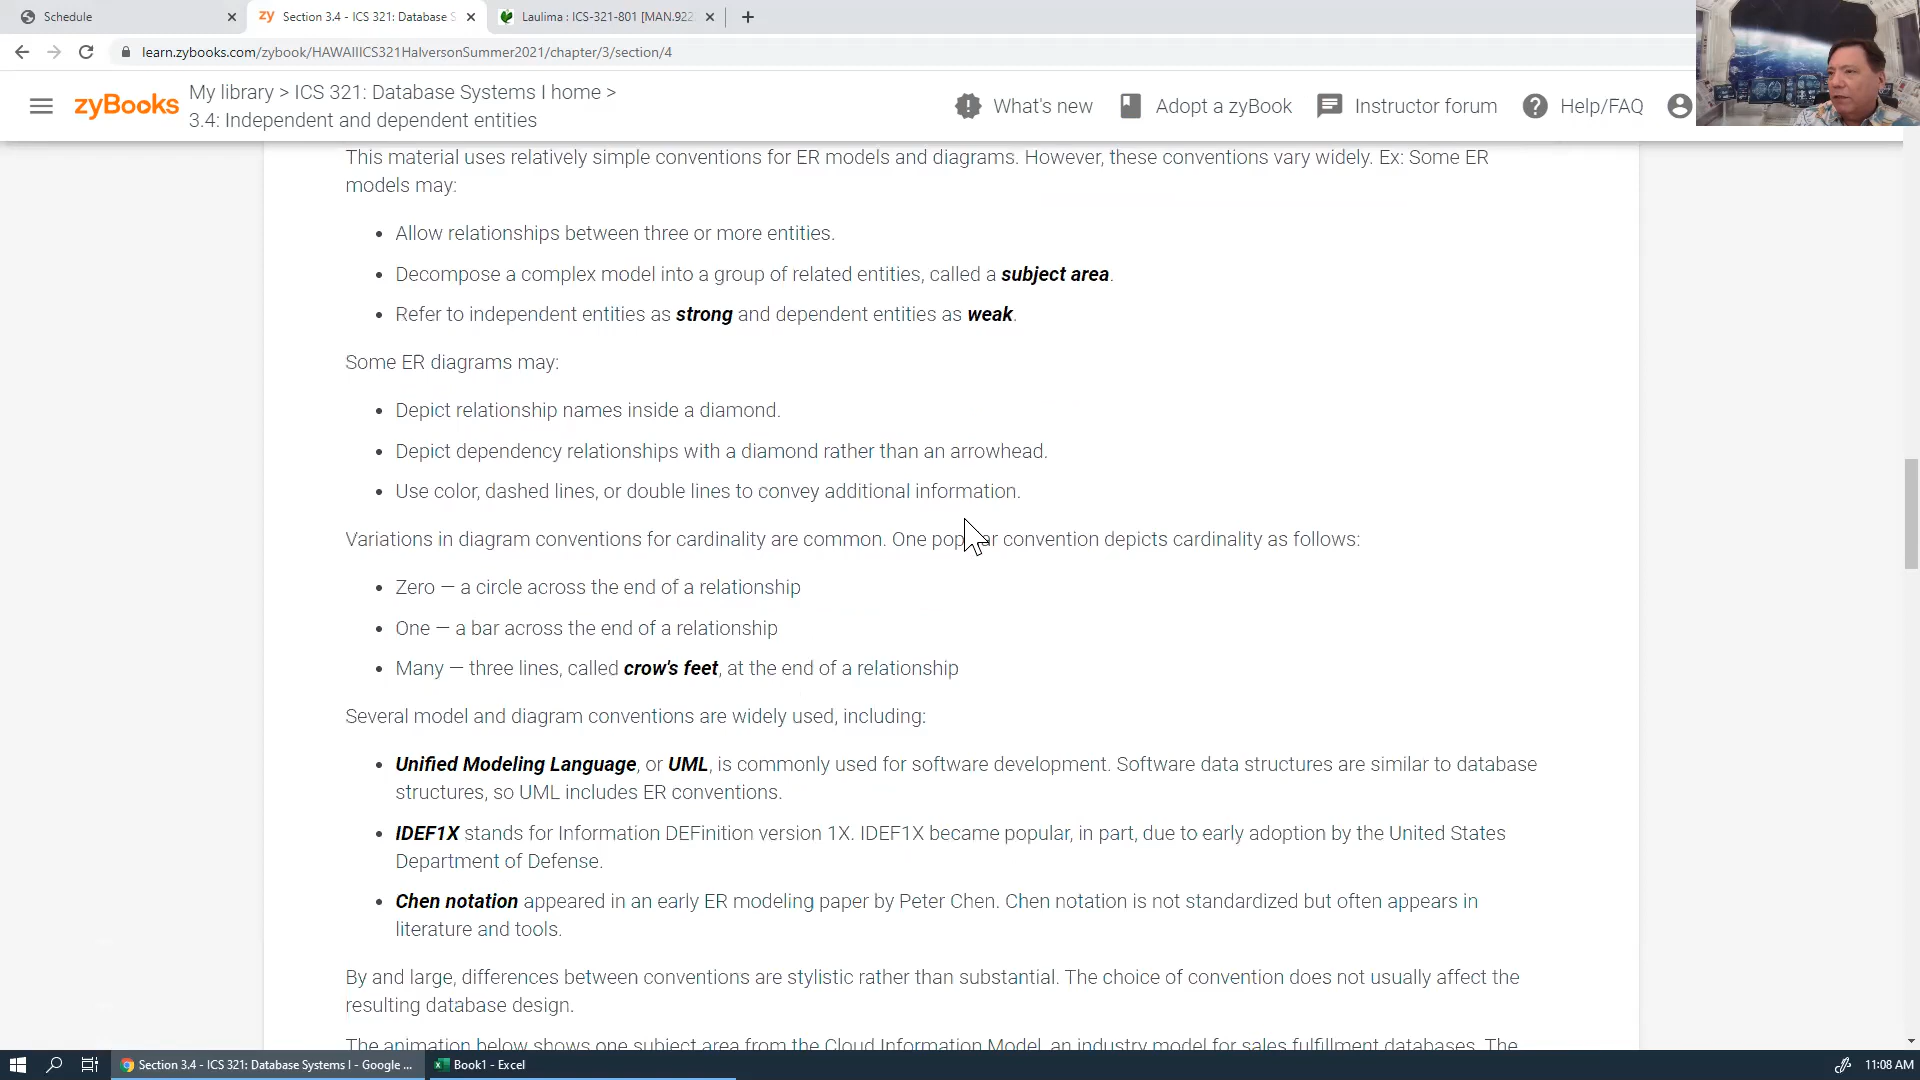 Schedule
zy Section 3.4 - ICS 321: Database S
Laulima : ICS-321-801 [MAN.922
learn.zybooks.com/zybook/HAWAIIICS321HalversonSummer2021/chapter/3/section/4
zyBooks
My library > ICS 321: Database Systems I home >
3.4: Independent and dependent entities
What's new
Adopt a zyBook
Instructor forum
Help/FAQ
This material uses relatively simple conventions for ER models and diagrams. However, these conventions vary widely. Ex: Some ER
models may:
• Allow relationships between three or more entities.
• Decompose a complex model into a group of related entities, called a subject area.
• Refer to independent entities as strong and dependent entities as weak.
Some ER diagrams may:
• Depict relationship names inside a diamond.
• Depict dependency relationships with a diamond rather than an arrowhead.
• Use color, dashed lines, or double lines to convey additional information.
Variations in diagram conventions for cardinality are common. One popular convention depicts cardinality as follows:
• Zero — a circle across the end of a relationship
• One — a bar across the end of a relationship
• Many — three lines, called crow's feet, at the end of a relationship
Several model and diagram conventions are widely used, including:
• Unified Modeling Language, or UML, is commonly used for software development. Software data structures are similar to database
structures, so UML includes ER conventions.
• IDEF1X stands for Information DEFinition version 1X. IDEF1X became popular, in part, due to early adoption by the United States
Department of Defense.
• Chen notation appeared in an early ER modeling paper by Peter Chen. Chen notation is not standardized but often appears in
literature and tools.
By and large, differences between conventions are stylistic rather than substantial. The choice of convention does not usually affect the
resulting database design.
The animation below shows one subject area from the Cloud Information Model, an industry model for sales fulfillment databases. The
Section 3.4 - ICS 321: Database Systems I - Google ...
Book1 - Excel
11:08 AM